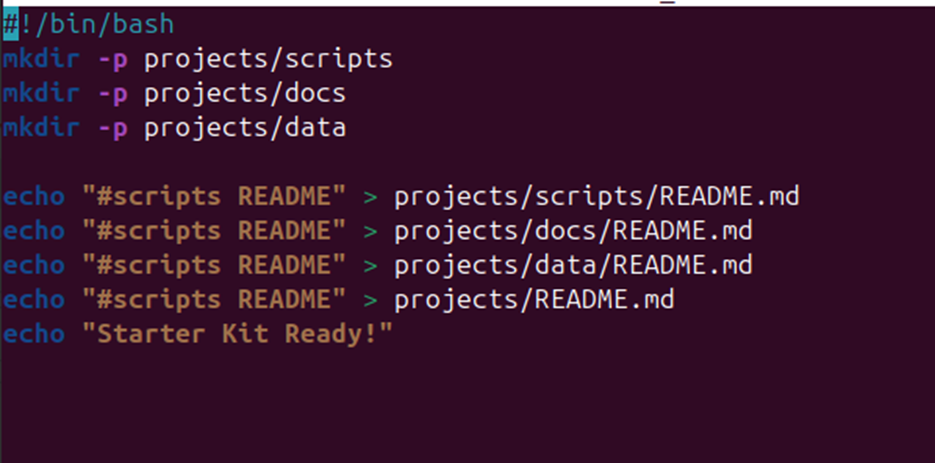 #!/bin/bash
mkdir -p projects/scripts
mkdir -p projects/docs
mkdir -p projects/data
echo "#scripts README" > projects/scripts/README.md
echo "#scripts README" > projects/docs/README.md
echo "#scripts README" > projects/data/README.md
echo "#scripts README" > projects/README.md
echo "Starter Kit Ready!"